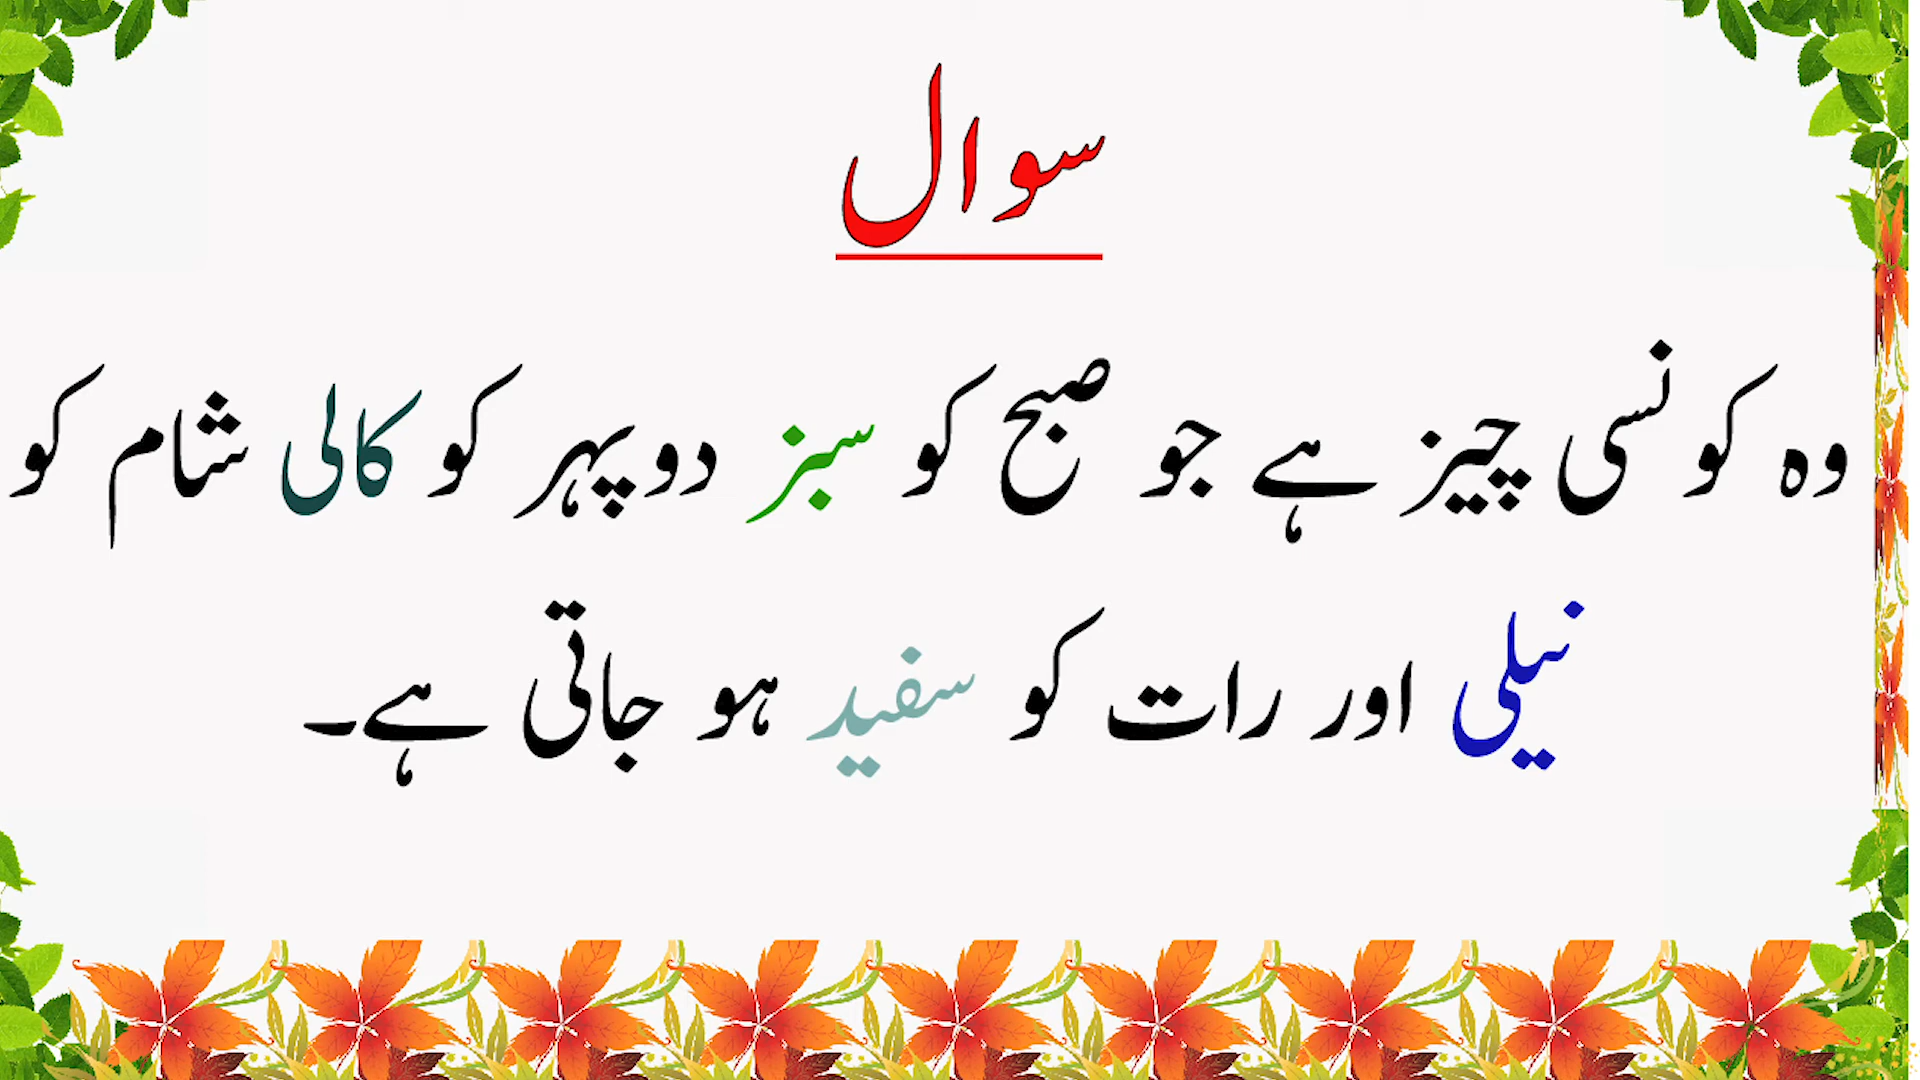 سوال
وہ کونسی چیز ہے جو صبح کو سبز دوپہر کو کالی شام کو
نیلی اور رات کو سفید ہو جاتی ہے۔